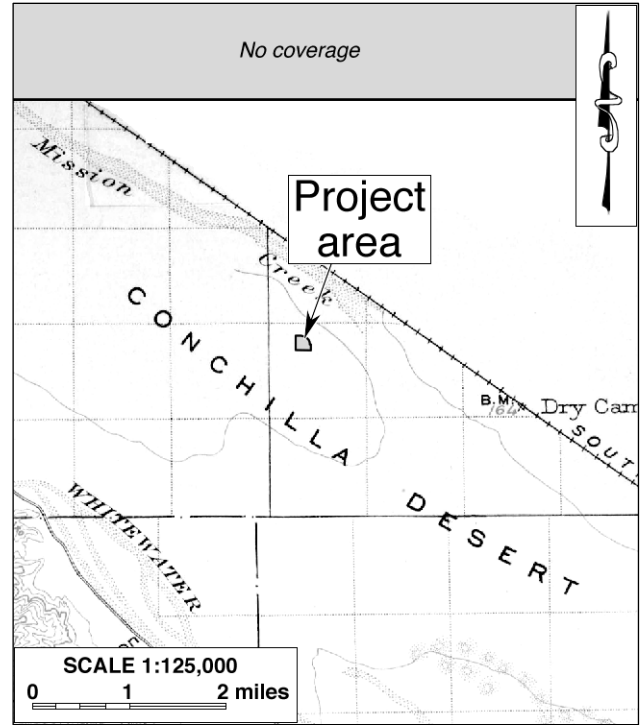 No coverage
Mission
Project
area
Creek
CONCHILLA
DESERT
B.M.
164
Dry Cam
SOUT
WHITEWATER
SCALE 1:125,000
0 1 2 miles